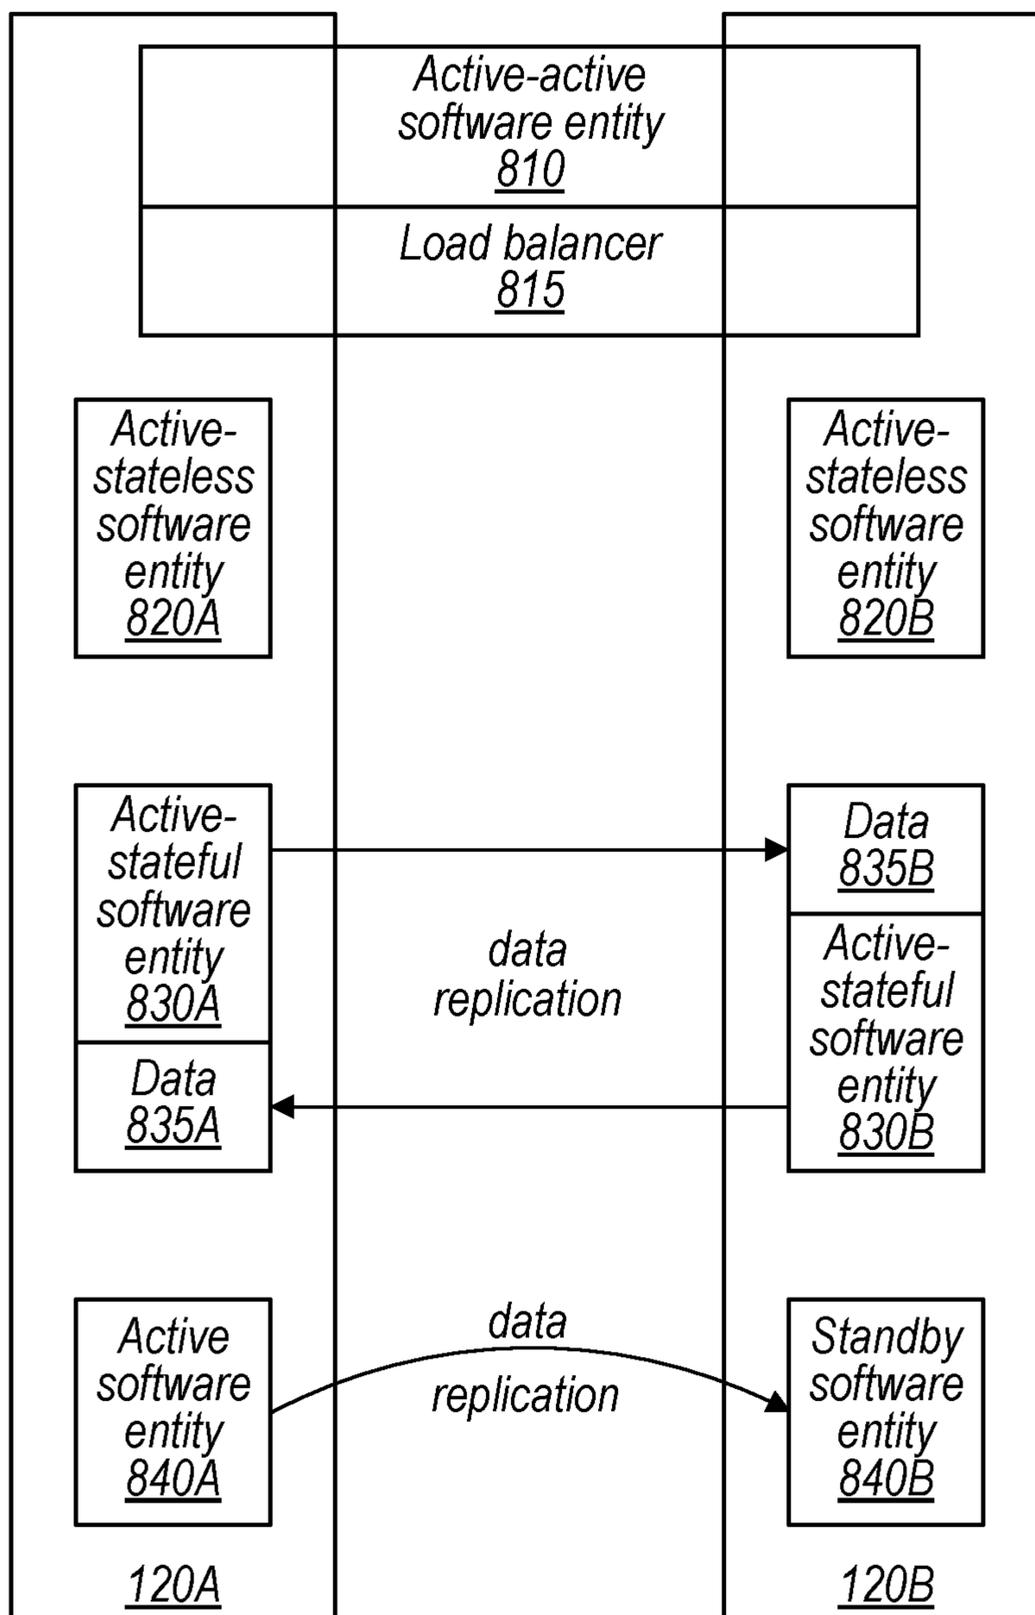 Active-active
software entity
810
Load balancer
815
Active-
stateless
software
entity
820A
Active-
stateless
software
entity
820B
Active-
stateful
software
entity
830A
Data
835A
data
replication
Data
835B
Active-
stateful
software
entity
830B
Active
software
entity
840A
data
replication
Standby
software
entity
840B
120A
120B